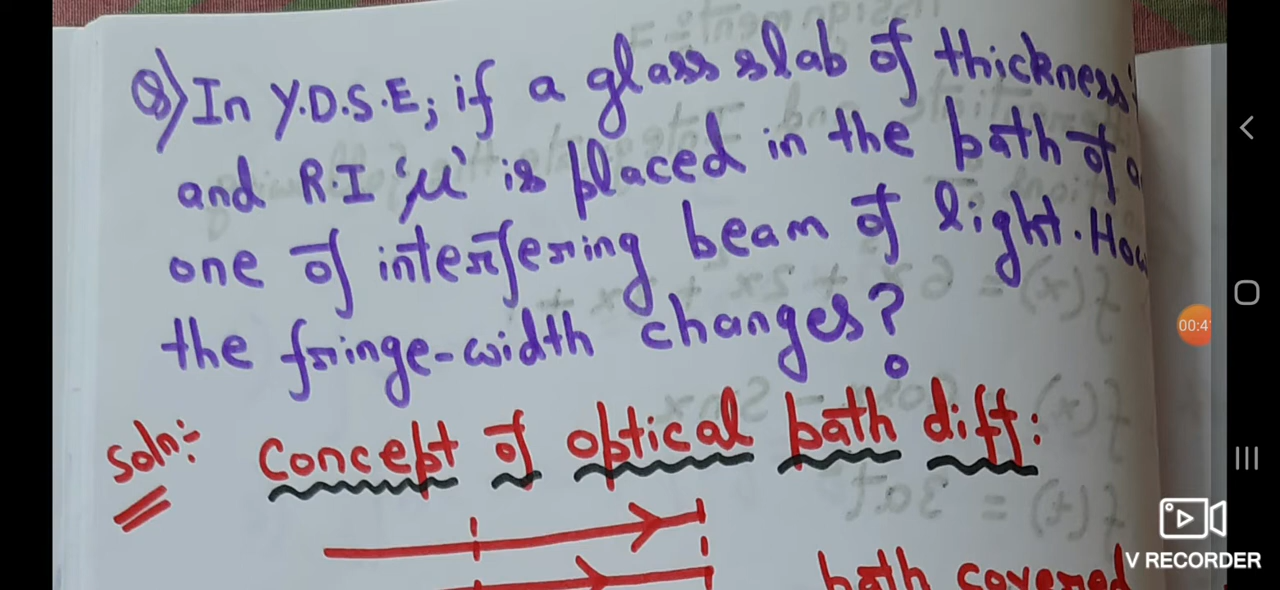 Q) In Y.D.S.E; if a glass slab of thickness
and R.I 'μ' is placed in the path of
one of interfering beam of light. How
the fringe-width changes?
Soln:- Concept of optical path diff:
path covered
V RECORDER